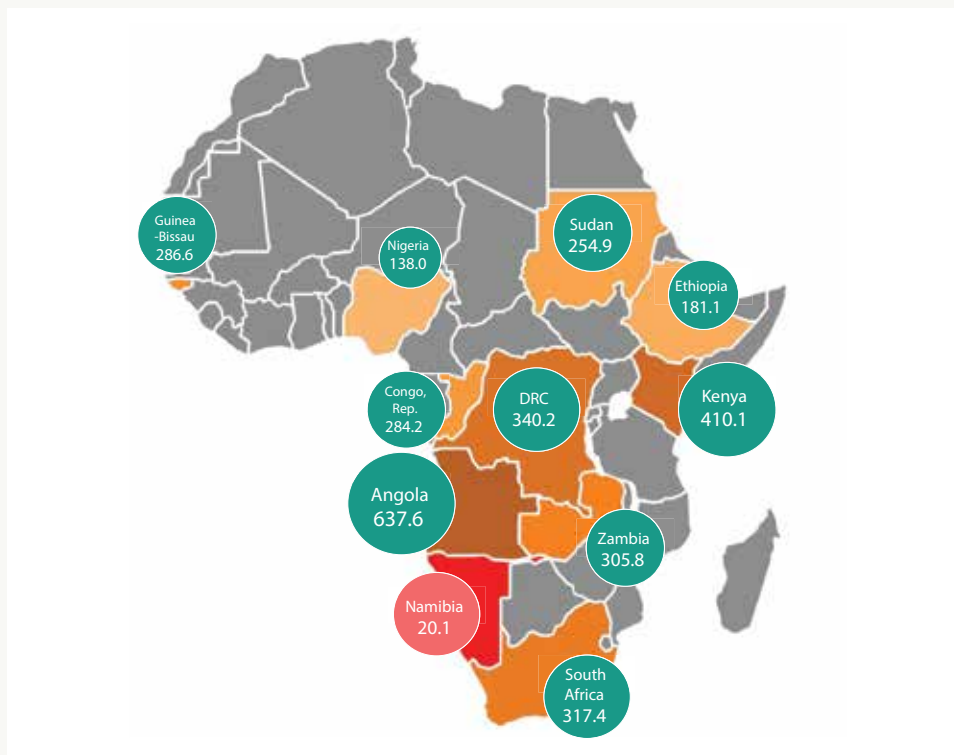 Guinea
-Bissau
286.6
Nigeria
138.0
Sudan
254.9
Ethiopia
181.1
Congo,
Rep.
284.2
DRC
340.2
Kenya
410.1
Angola
637.6
Zambia
305.8
Namibia
20.1
South
Africa
317.4